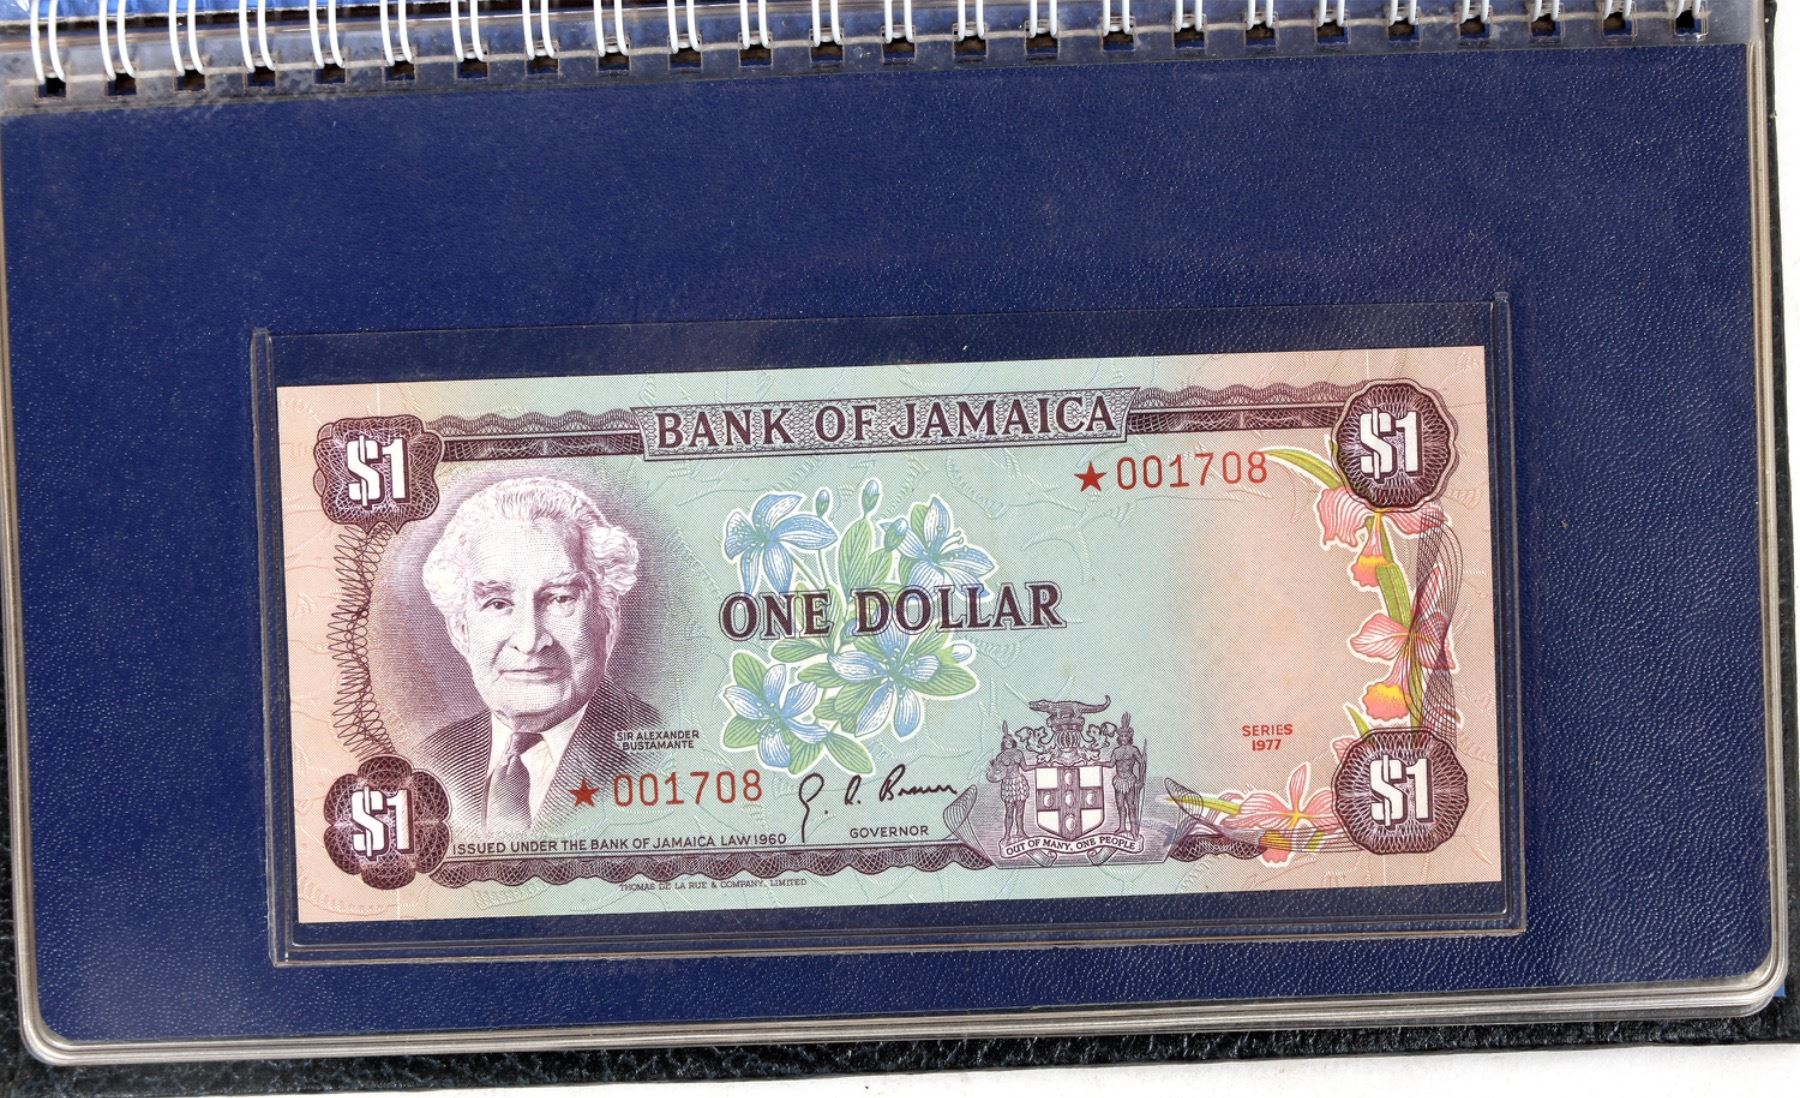 BANK OF JAMAICA
$1
$1
★001708
ONE DOLLAR
SIR ALEXANDER
BUSTAMANTE
SERIES
1977
★001708
G. A. Brown
GOVERNOR
$1
$1
ISSUED UNDER THE BANK OF JAMAICA LAW 1960
OUT OF MANY, ONE PEOPLE
THOMAS DE LA RUE & COMPANY, LIMITED